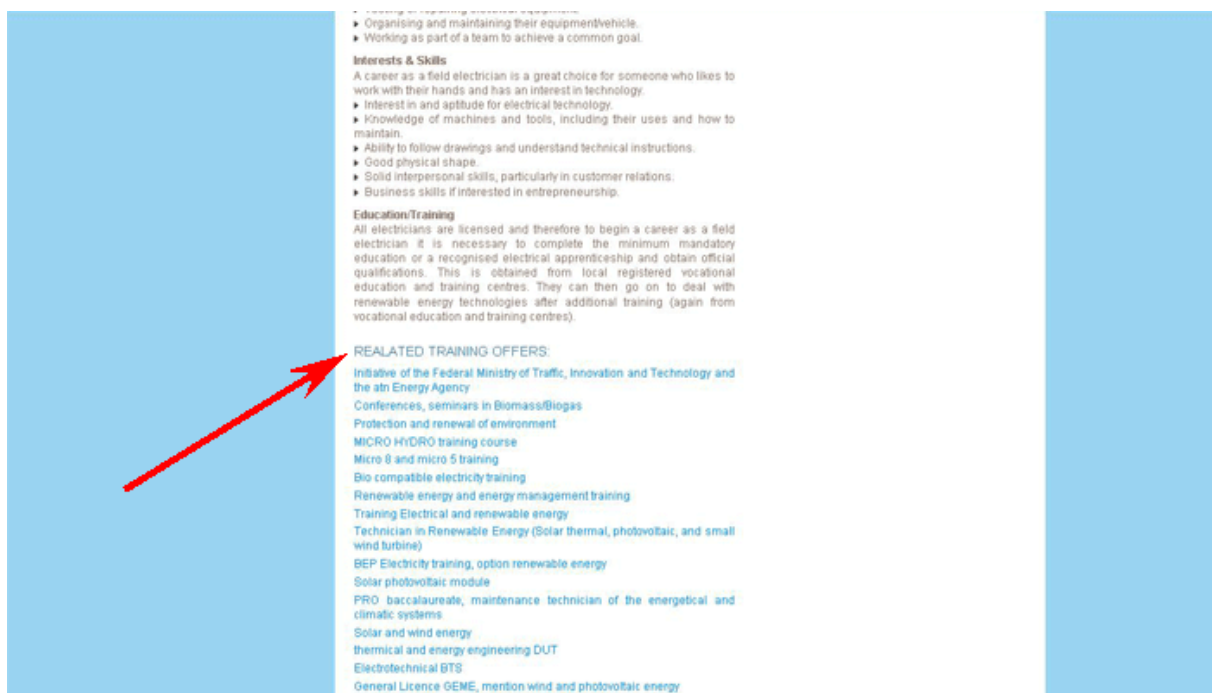 ▸ Organising and maintaining their equipment/vehicle.
▸ Working as part of a team to achieve a common goal.
Interests & Skills
A career as a field electrician is a great choice for someone who likes to
work with their hands and has an interest in technology.
▸ Interest in and aptitude for electrical technology.
▸ Knowledge of machines and tools, including their uses and how to
maintain.
▸ Ability to follow drawings and understand technical instructions.
▸ Good physical shape.
▸ Solid interpersonal skills, particularly in customer relations.
▸ Business skills if interested in entrepreneurship.
Education/Training
All electricians are licensed and therefore to begin a career as a field
electrician it is necessary to complete the minimum mandatory
education or a recognised electrical apprenticeship and obtain official
qualifications. This is obtained from local registered vocational
education and training centres. They can then go on to deal with
renewable energy technologies after additional training (again from
vocational education and training centres).
REALATED TRAINING OFFERS:
Initiative of the Federal Ministry of Traffic, Innovation and Technology and
the atn Energy Agency
Conferences, seminars in Biomass/Biogas
Protection and renewal of environment
MICRO HYDRO training course
Micro 8 and micro 5 training
Bio compatible electricity training
Renewable energy and energy management training
Training Electrical and renewable energy
Technician in Renewable Energy (Solar thermal, photovoltaic, and small
wind turbine)
BEP Electricity training, option renewable energy
Solar photovoltaic module
PRO baccalaureate, maintenance technician of the energetical and
climatic systems
Solar and wind energy
thermical and energy engineering DUT
Electrotechnical BTS
General Licence GEME, mention wind and photovoltaic energy